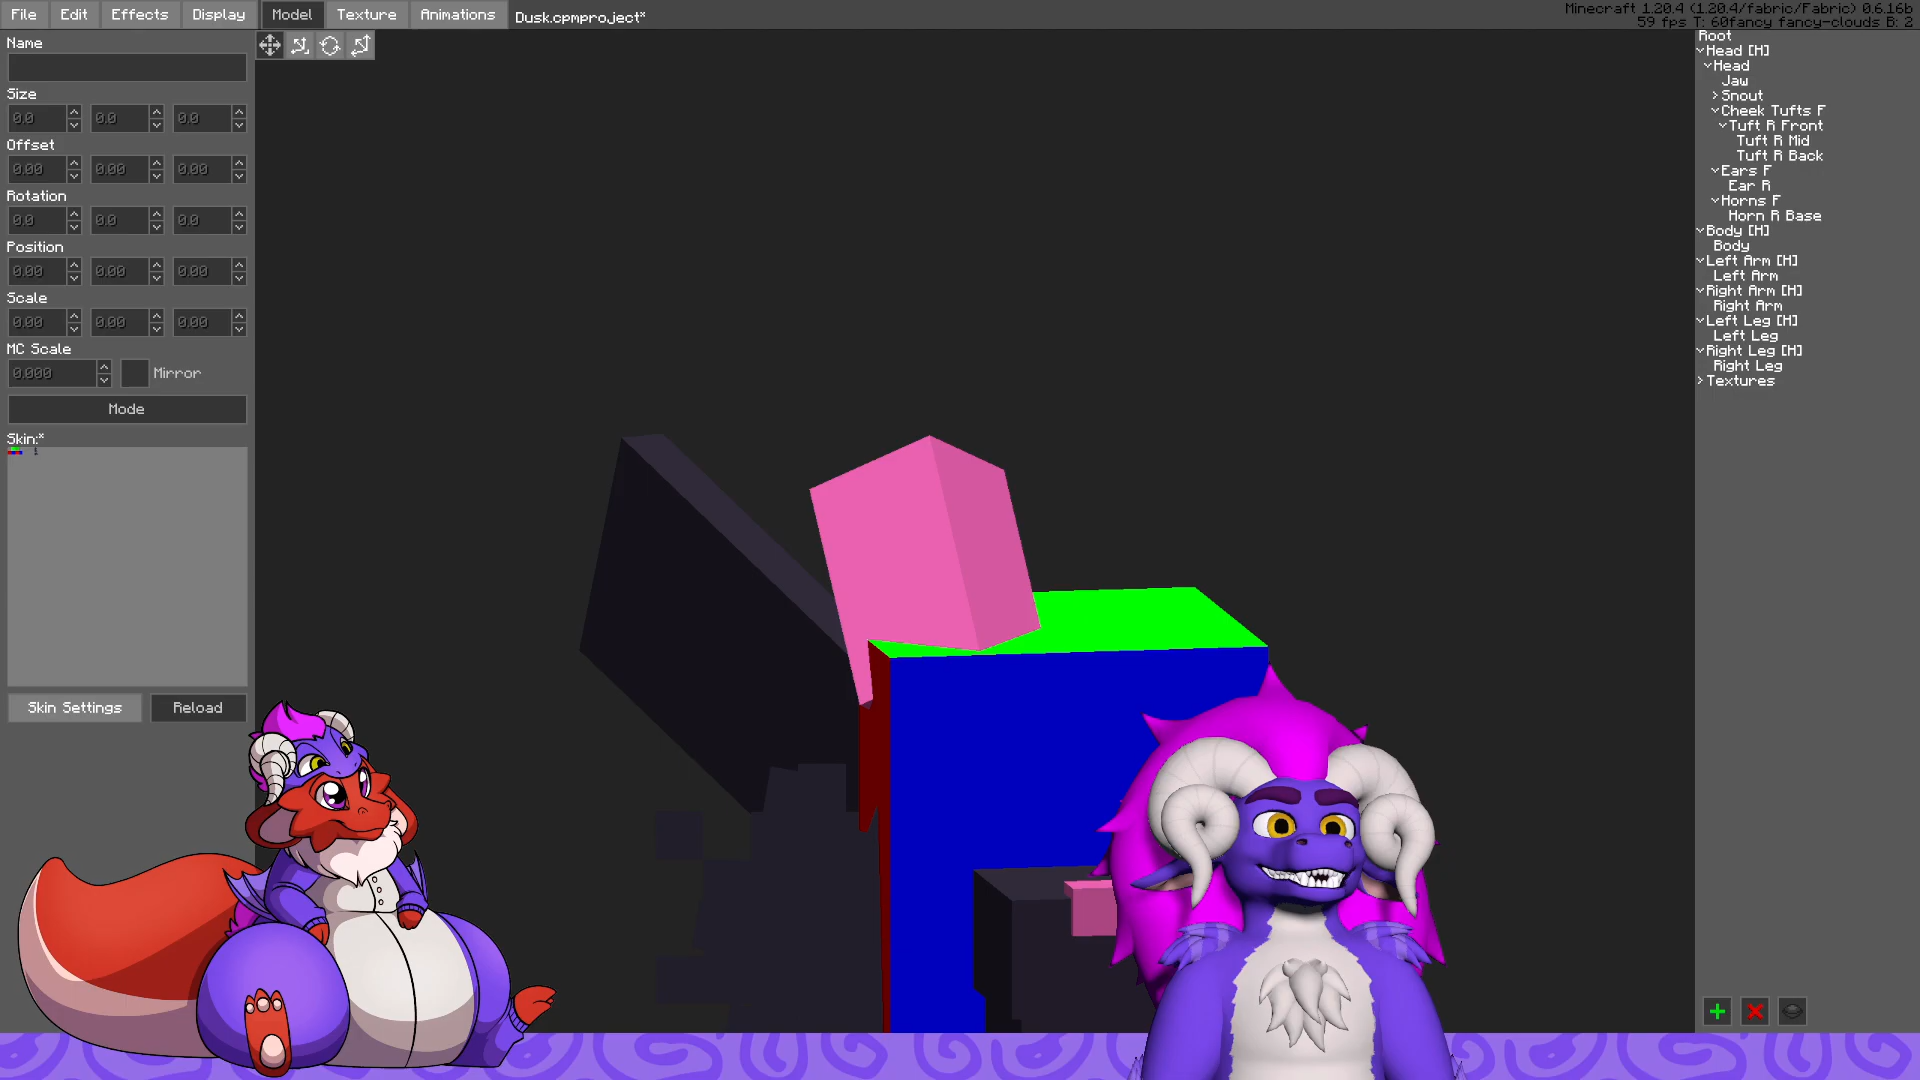 File Edit Effects Display Model Texture Animations Dusk.cpmproject*
Minecraft 1.20.4 (1.20.4/fabric/Fabric) 0.6.16b
59 fps T: 60fancy fancy-clouds B: 2
Name
Size
0.0 0.0 0.0
Offset
0.00 0.00 0.00
Rotation
0.0 0.0 0.0
Position
0.00 0.00 0.00
Scale
0.00 0.00 0.00
MC Scale
0.000 Mirror
Mode
Skin:*
Skin Settings Reload
Root
Head [H]
Head
Jaw
Snout
Cheek Tufts F
Tuft R Front
Tuft R Mid
Tuft R Back
Ears F
Ear R
Horns F
Horn R Base
Body [H]
Body
Left Arm [H]
Left Arm
Right Arm [H]
Right Arm
Left Leg [H]
Left Leg
Right Leg [H]
Right Leg
Textures